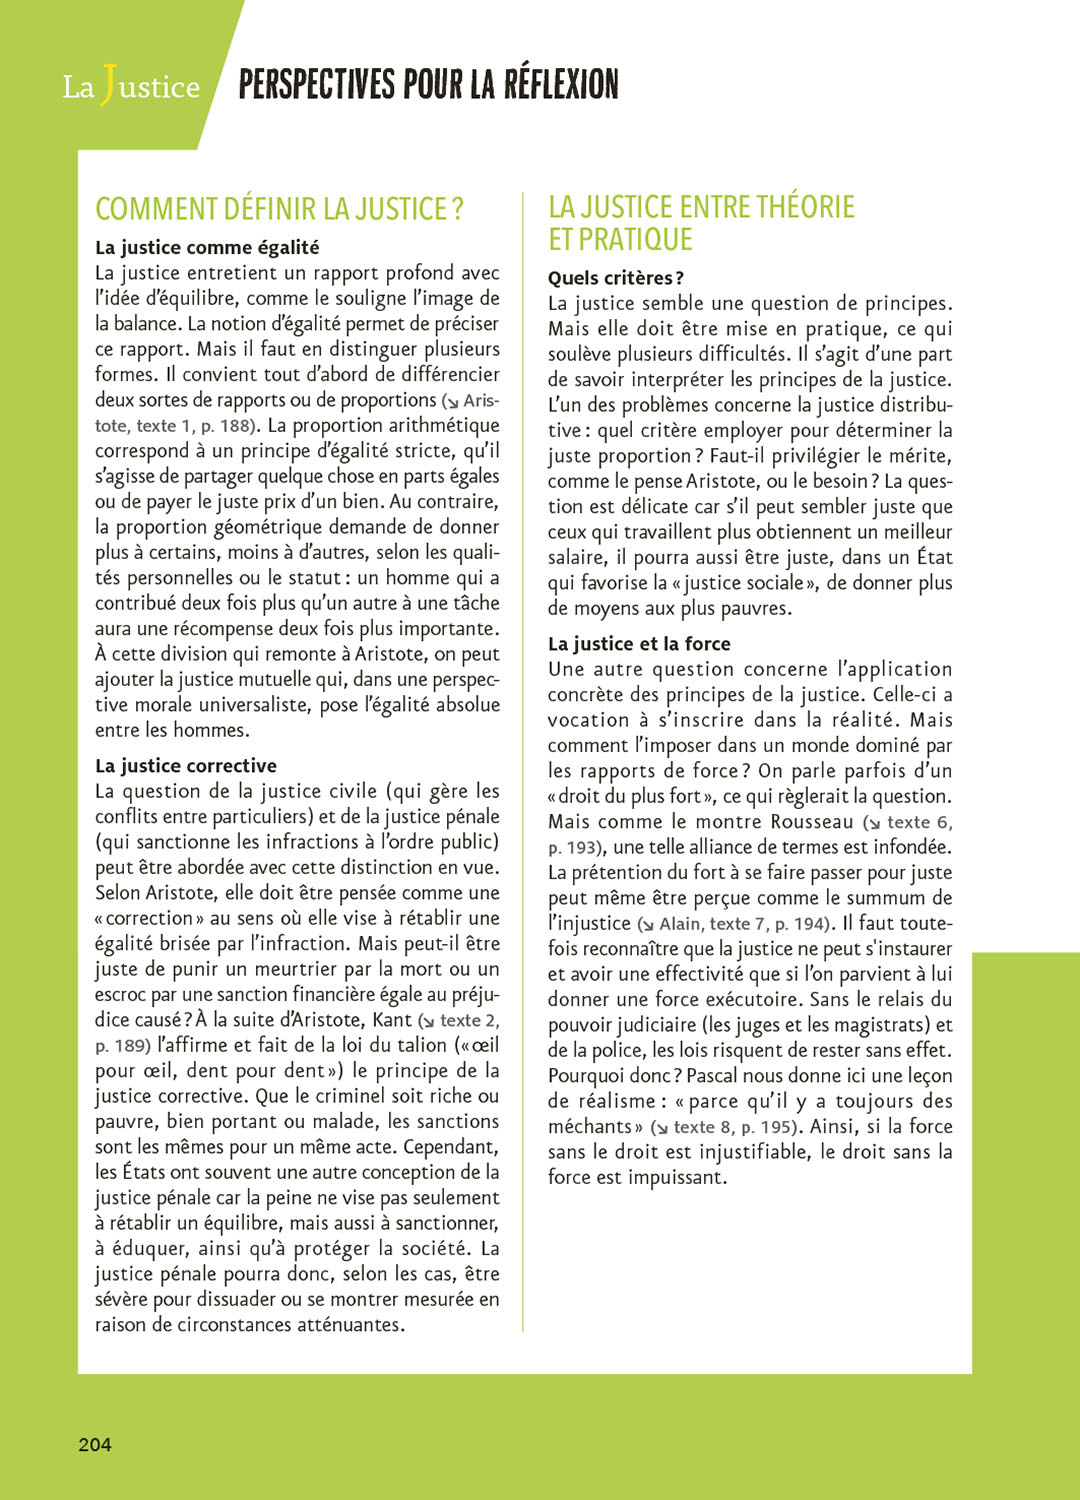 La Justice
PERSPECTIVES POUR LA RÉFLEXION
COMMENT DÉFINIR LA JUSTICE ?
La justice comme égalité
La justice entretient un rapport profond avec
l’idée d’équilibre, comme le souligne l’image de
la balance. La notion d’égalité permet de préciser
ce rapport. Mais il faut en distinguer plusieurs
formes. Il convient tout d’abord de différencier
deux sortes de rapports ou de proportions (↘ Aris-
tote, texte 1, p. 188). La proportion arithmétique
correspond à un principe d’égalité stricte, qu’il
s’agisse de partager quelque chose en parts égales
ou de payer le juste prix d’un bien. Au contraire,
la proportion géométrique demande de donner
plus à certains, moins à d’autres, selon les quali-
tés personnelles ou le statut : un homme qui a
contribué deux fois plus qu’un autre à une tâche
aura une récompense deux fois plus importante.
À cette division qui remonte à Aristote, on peut
ajouter la justice mutuelle qui, dans une perspec-
tive morale universaliste, pose l’égalité absolue
entre les hommes.
La justice corrective
La question de la justice civile (qui gère les
conflits entre particuliers) et de la justice pénale
(qui sanctionne les infractions à l’ordre public)
peut être abordée avec cette distinction en vue.
Selon Aristote, elle doit être pensée comme une
« correction » au sens où elle vise à rétablir une
égalité brisée par l’infraction. Mais peut-il être
juste de punir un meurtrier par la mort ou un
escroc par une sanction financière égale au préju-
dice causé ? À la suite d’Aristote, Kant (↘ texte 2,
p. 189) l’affirme et fait de la loi du talion (« œil
pour œil, dent pour dent ») le principe de la
justice corrective. Que le criminel soit riche ou
pauvre, bien portant ou malade, les sanctions
sont les mêmes pour un même acte. Cependant,
les États ont souvent une autre conception de la
justice pénale car la peine ne vise pas seulement
à rétablir un équilibre, mais aussi à sanctionner,
à éduquer, ainsi qu’à protéger la société. La
justice pénale pourra donc, selon les cas, être
sévère pour dissuader ou se montrer mesurée en
raison de circonstances atténuantes.
LA JUSTICE ENTRE THÉORIE
ET PRATIQUE
Quels critères ?
La justice semble une question de principes.
Mais elle doit être mise en pratique, ce qui
soulève plusieurs difficultés. Il s’agit d’une part
de savoir interpréter les principes de la justice.
L’un des problèmes concerne la justice distribu-
tive : quel critère employer pour déterminer la
juste proportion ? Faut-il privilégier le mérite,
comme le pense Aristote, ou le besoin ? La ques-
tion est délicate car s’il peut sembler juste que
ceux qui travaillent plus obtiennent un meilleur
salaire, il pourra aussi être juste, dans un État
qui favorise la « justice sociale », de donner plus
de moyens aux plus pauvres.
La justice et la force
Une autre question concerne l’application
concrète des principes de la justice. Celle-ci a
vocation à s’inscrire dans la réalité. Mais
comment l’imposer dans un monde dominé par
les rapports de force ? On parle parfois d’un
« droit du plus fort », ce qui règlerait la question.
Mais comme le montre Rousseau (↘ texte 6,
p. 193), une telle alliance de termes est infondée.
La prétention du fort à se faire passer pour juste
peut même être perçue comme le summum de
l’injustice (↘ Alain, texte 7, p. 194). Il faut toute-
fois reconnaître que la justice ne peut s'instaurer
et avoir une effectivité que si l’on parvient à lui
donner une force exécutoire. Sans le relais du
pouvoir judiciaire (les juges et les magistrats) et
de la police, les lois risquent de rester sans effet.
Pourquoi donc ? Pascal nous donne ici une leçon
de réalisme : « parce qu’il y a toujours des
méchants » (↘ texte 8, p. 195). Ainsi, si la force
sans le droit est injustifiable, le droit sans la
force est impuissant.
204